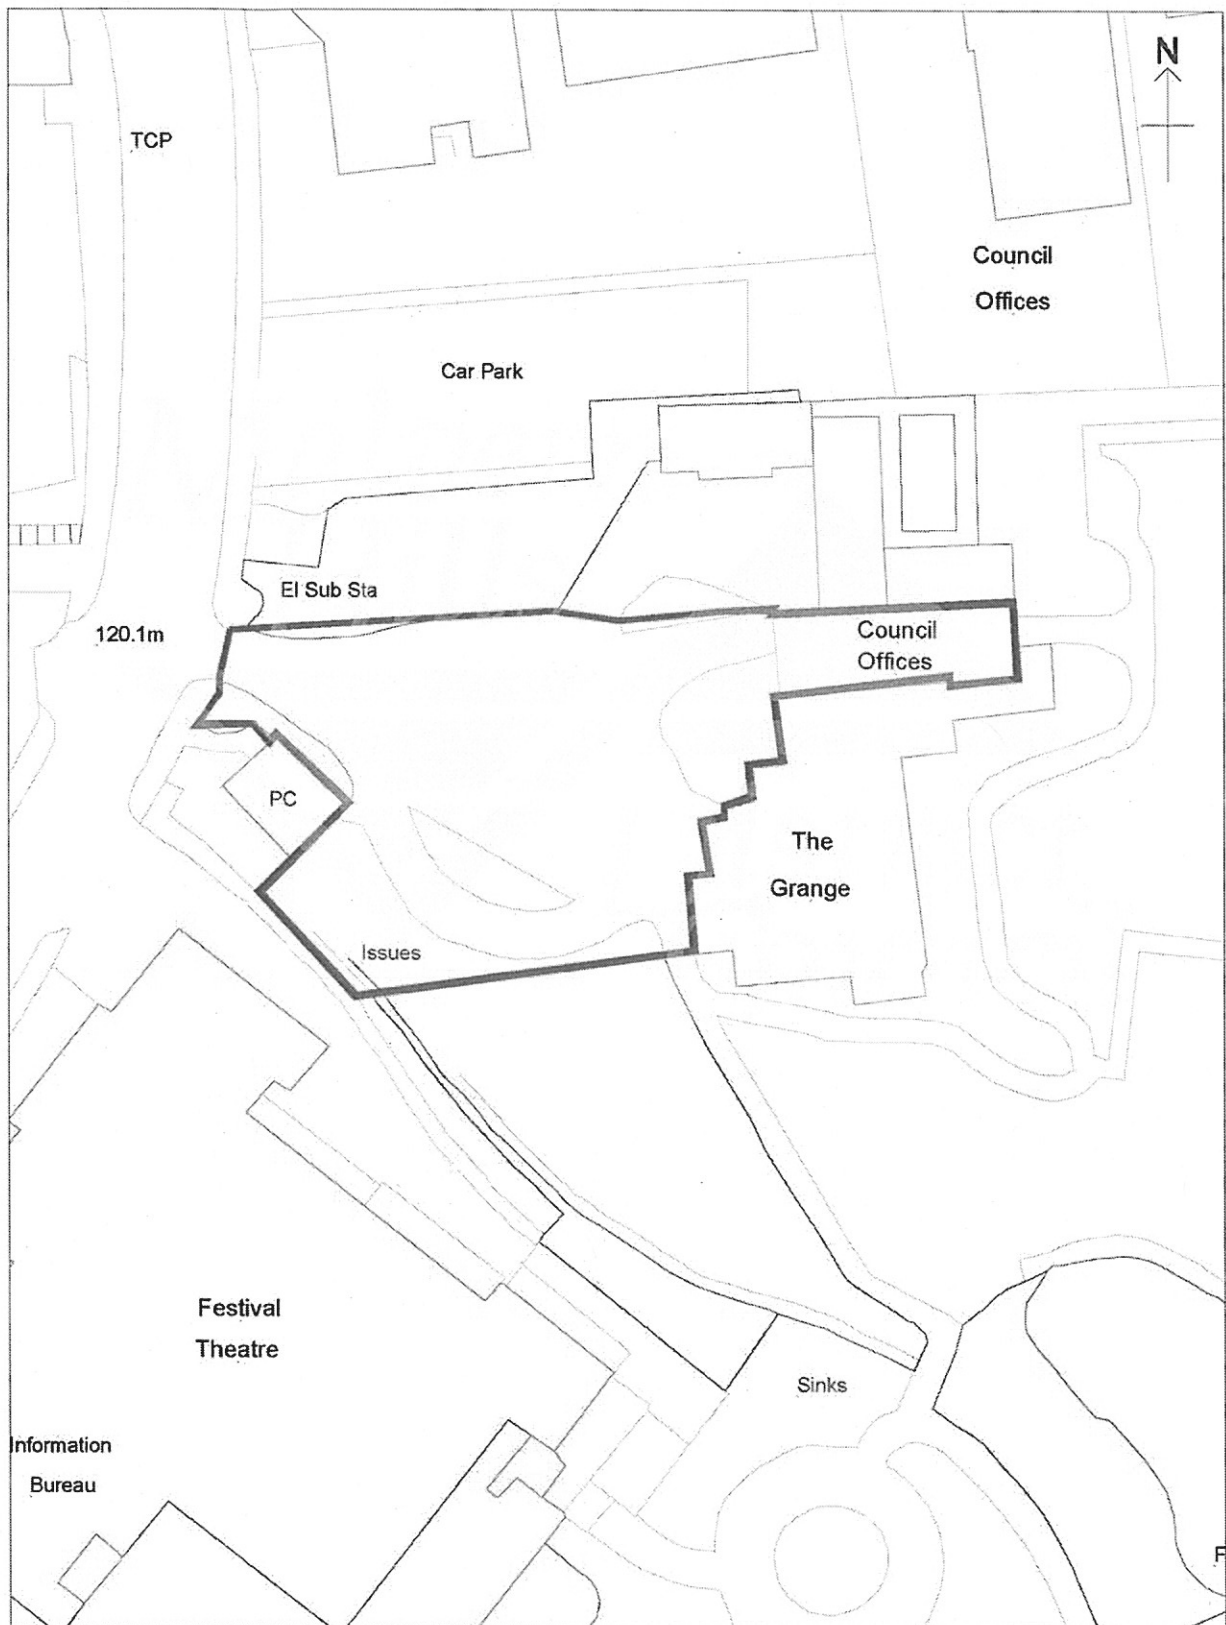 N
TCP
Council
Offices
Car Park
El Sub Sta
120.1m
Council
Offices
PC
The
Grange
Issues
Festival
Theatre
Sinks
Information
Bureau
F